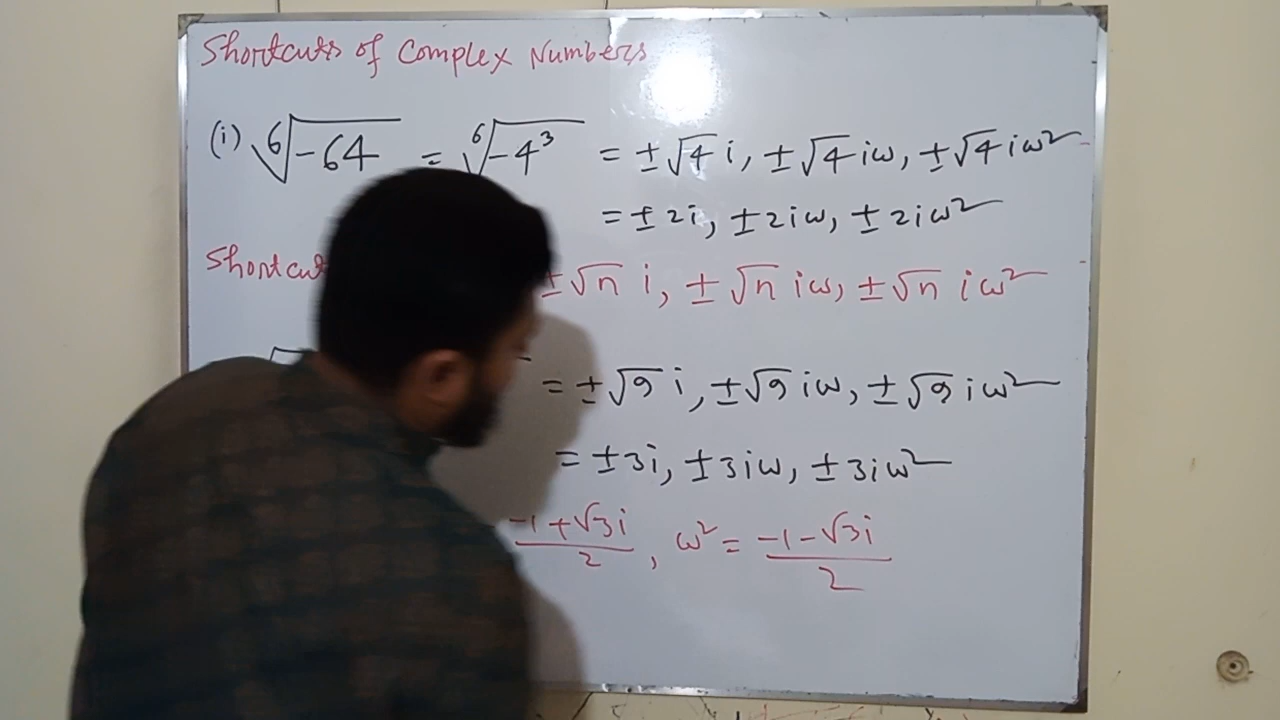 Shortcuts of Complex Numbers
(i) ⁶√-64 = ⁶√-4³ = ±√4 i, ±√4 iω, ±√4 iω²
= ±2i, ±2iω, ±2iω²
±√n i, ±√n iω, ±√n iω²
= ±√9 i, ±√9 iω, ±√9 iω²
= ±3i, ±3iω, ±3iω²
-1+√3i/2, ω² = -1-√3i/2